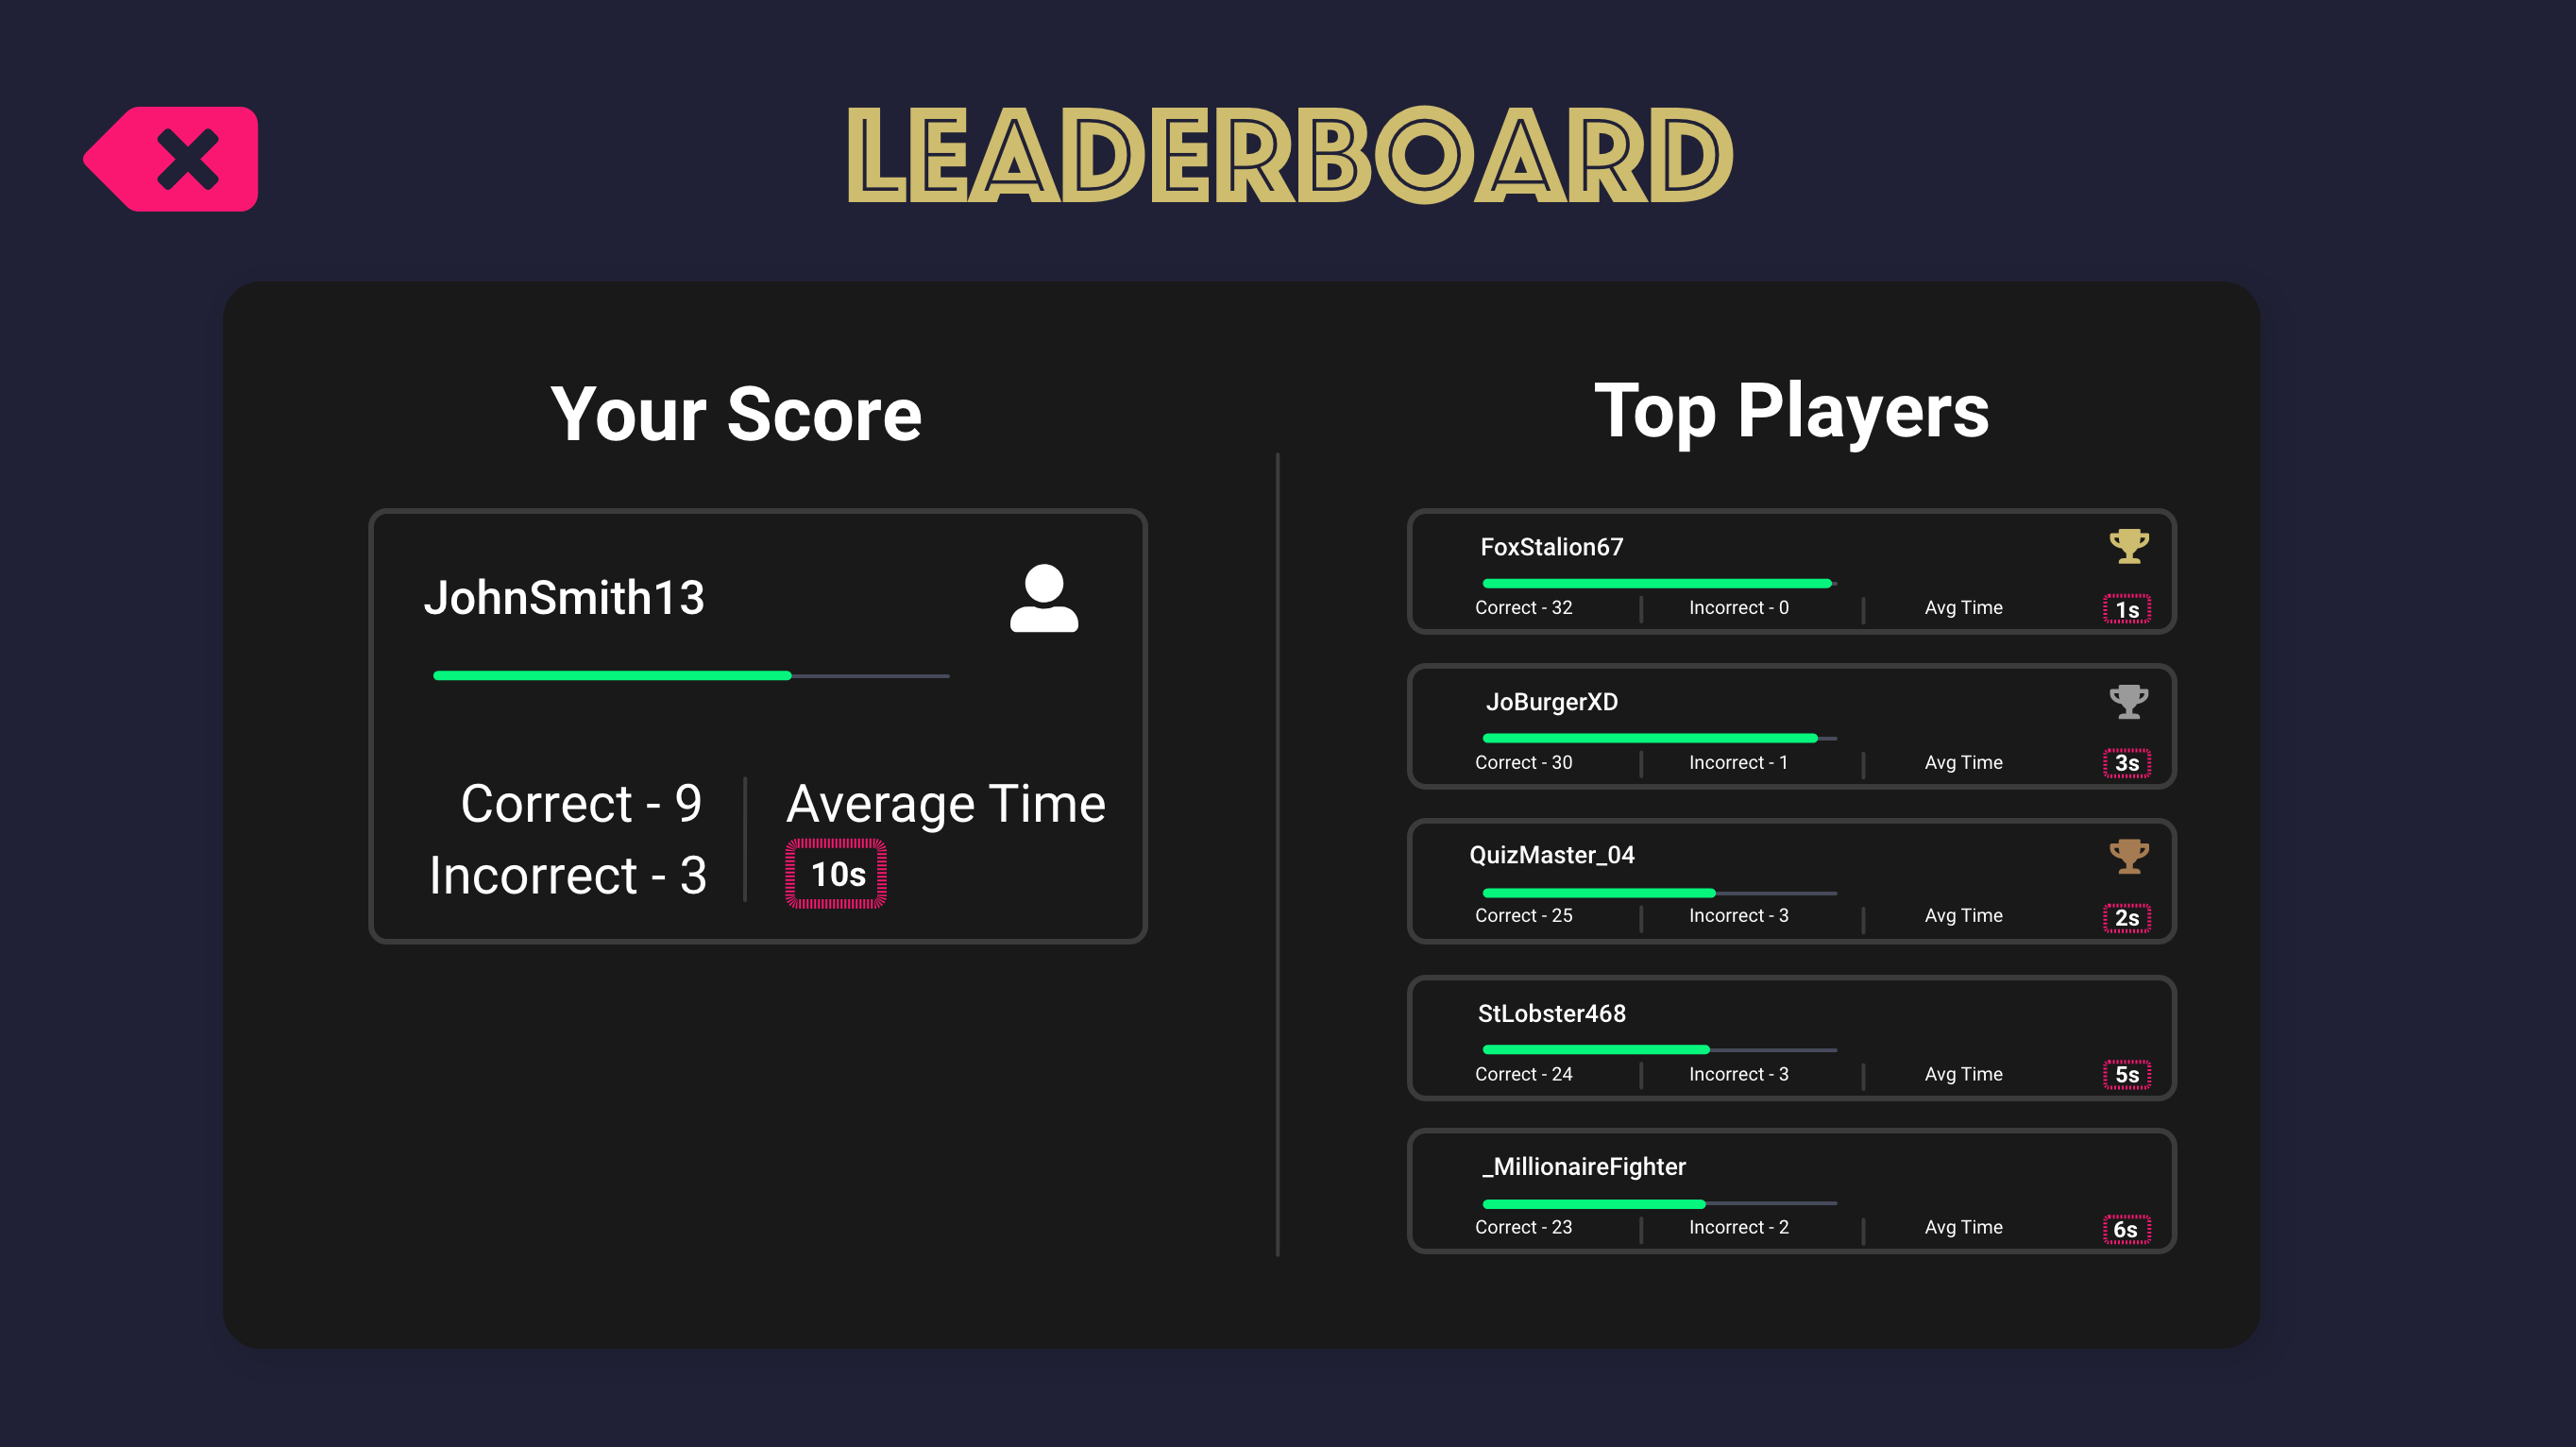 LEADERBOARD
Your Score
JohnSmith13
Correct - 9
Incorrect - 3
Average Time
10s
Top Players
FoxStalion67
Correct - 32 Incorrect - 0 Avg Time 1s
JoBurgerXD
Correct - 30 Incorrect - 1 Avg Time 3s
QuizMaster_04
Correct - 25 Incorrect - 3 Avg Time 2s
StLobster468
Correct - 24 Incorrect - 3 Avg Time 5s
_MillionaireFighter
Correct - 23 Incorrect - 2 Avg Time 6s